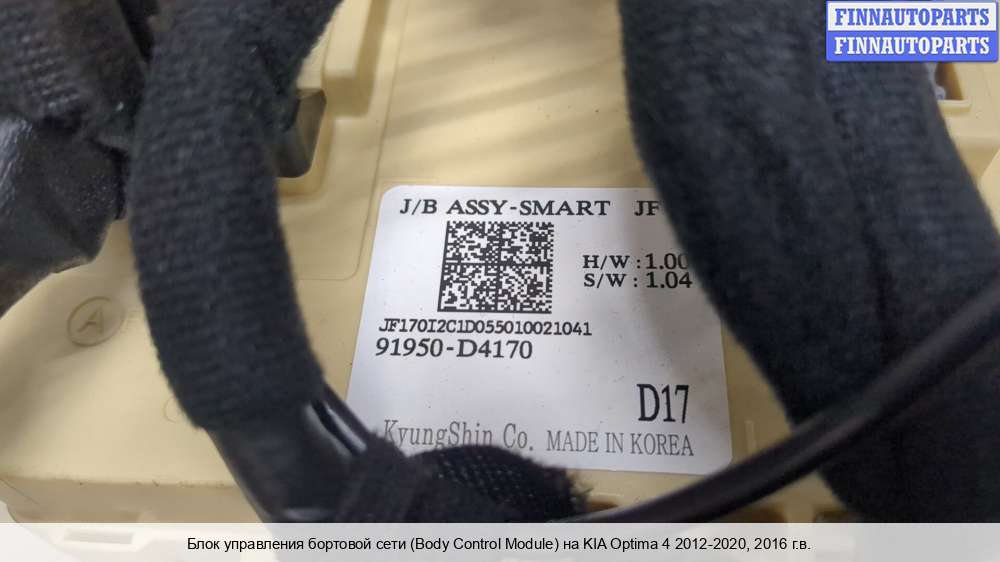 FINNAUTOPARTS
FINNAUTOPARTS
J/B ASSY-SMART JF
H/W : 1.00
S/W : 1.04
JF170I2C1D055010021041
91950-D4170
D17
KyungShin Co. MADE IN KOREA
A
Блок управления бортовой сети (Body Control Module) на KIA Optima 4 2012-2020, 2016 г.в.